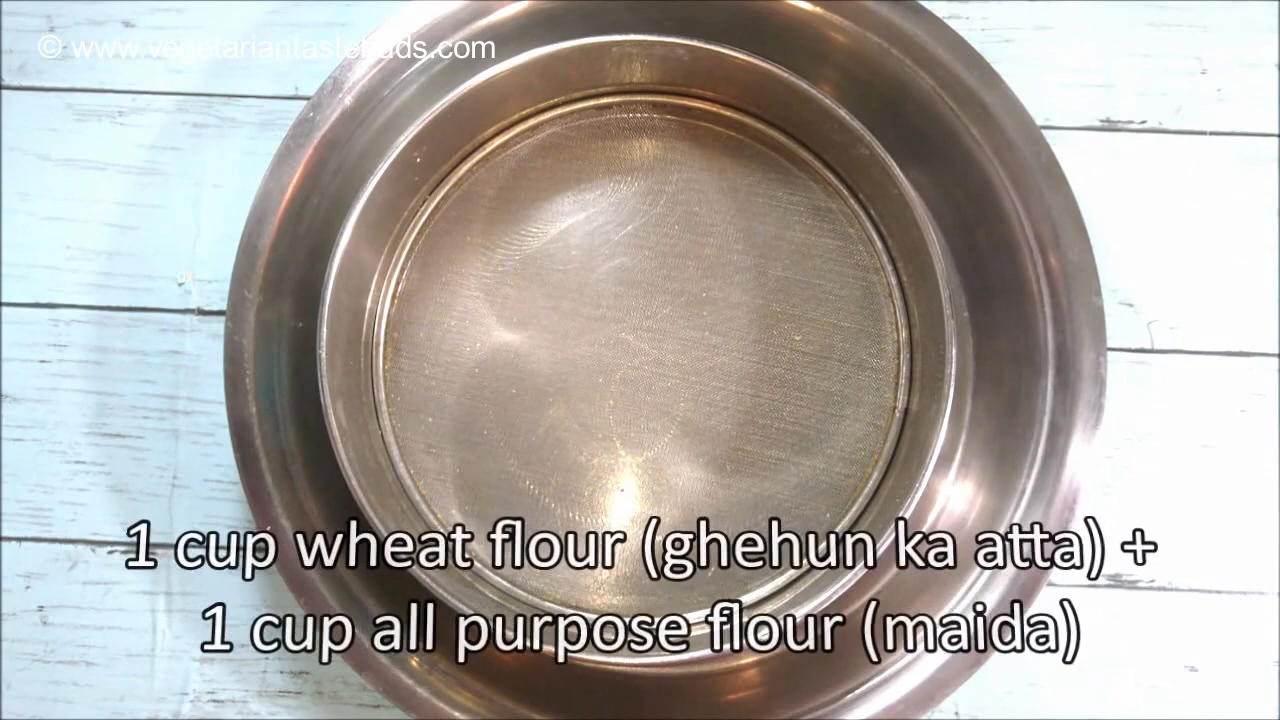 © www.vegetariantastebuds.com
1 cup wheat flour (ghehun ka atta) +
1 cup all purpose flour (maida)